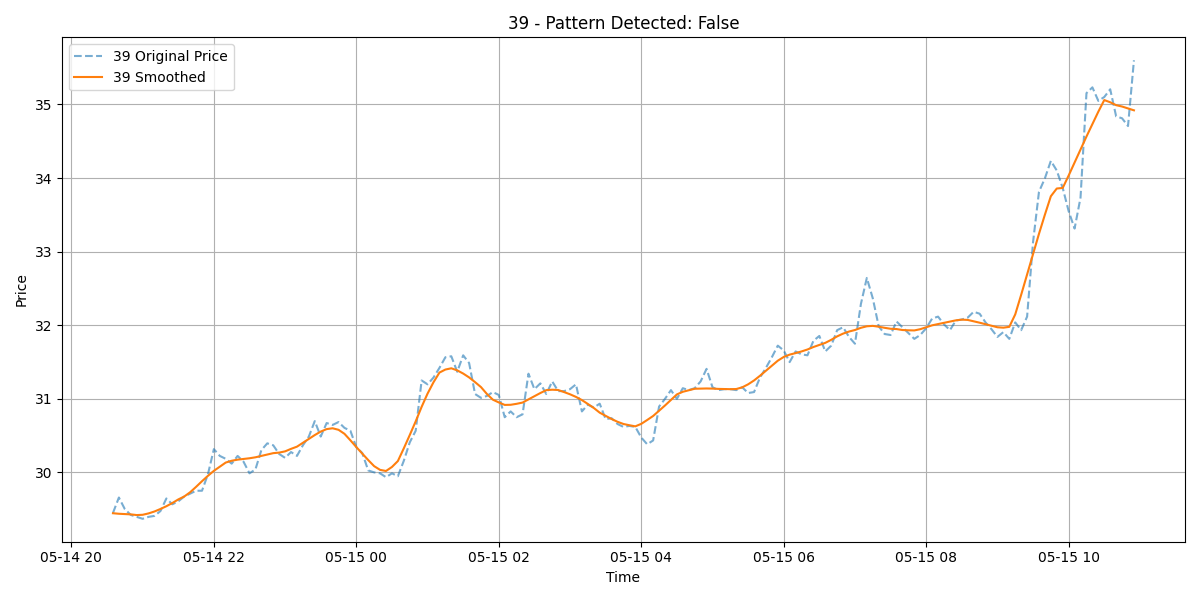 39 - Pattern Detected: False
39 Original Price
39 Smoothed
Price
35
34
33
32
31
30
05-14 20
05-14 22
05-15 00
05-15 02
05-15 04
05-15 06
05-15 08
05-15 10
Time